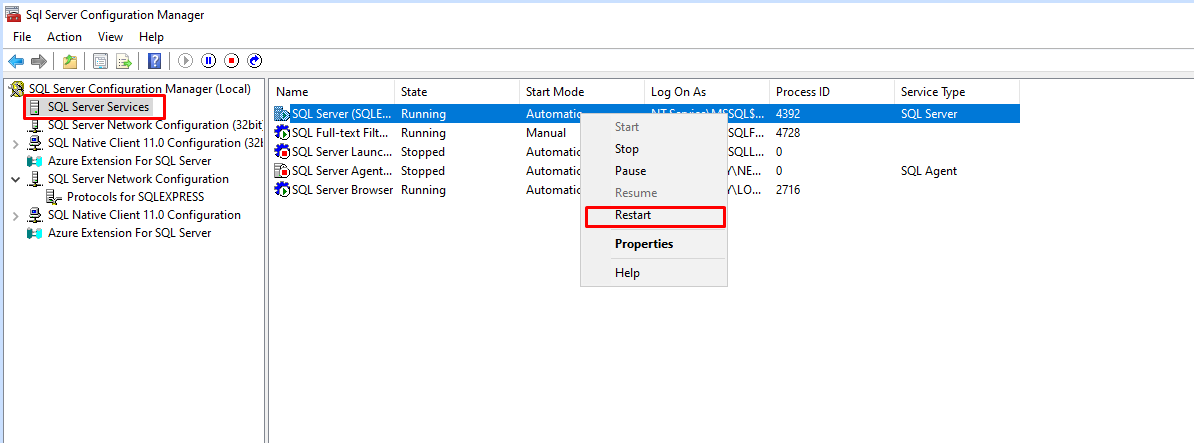 Sql Server Configuration Manager
File Action View Help
SQL Server Configuration Manager (Local)
SQL Server Services
SQL Server Network Configuration (32bit
SQL Native Client 11.0 Configuration (32b
Azure Extension For SQL Server
SQL Server Network Configuration
Protocols for SQLEXPRESS
SQL Native Client 11.0 Configuration
Azure Extension For SQL Server
Name State Start Mode Log On As Process ID Service Type
SQL Server (SQLE... Running Automatic NT Service\MSSQL$... 4392 SQL Server
SQL Full-text Filt... Running Manual \MSSQLF... 4728
SQL Server Launc... Stopped Automatic SQLL... 0
SQL Server Agent... Stopped Automatic Y\NE... 0 SQL Agent
SQL Server Browser Running Automatic Y\LO... 2716
Start
Stop
Pause
Resume
Restart
Properties
Help